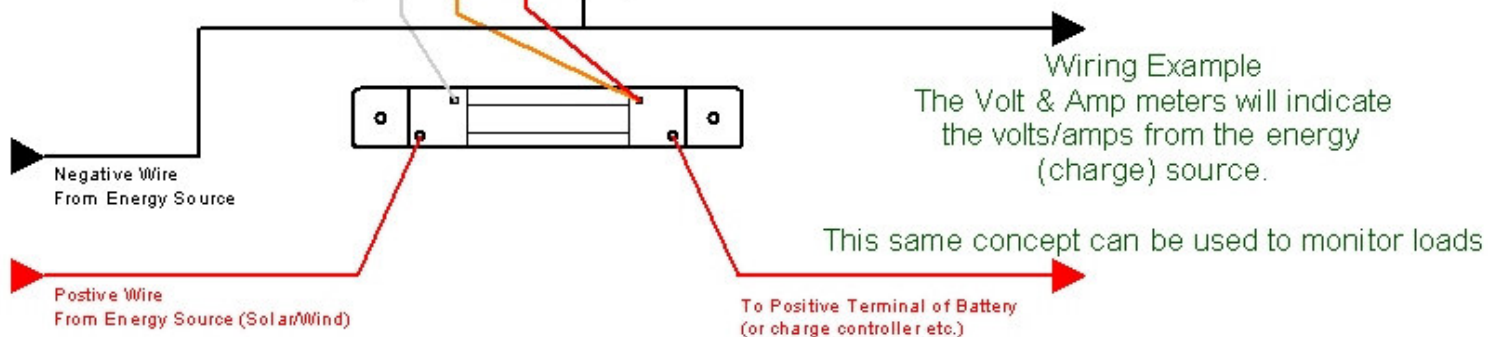 Wiring Example
The Volt & Amp meters will indicate
the volts/amps from the energy
(charge) source.
Negative Wire
From Energy Source
This same concept can be used to monitor loads
Postive Wire
From Energy Source (Solar/Wind)
To Positive Terminal of Battery
(or charge controller etc.)